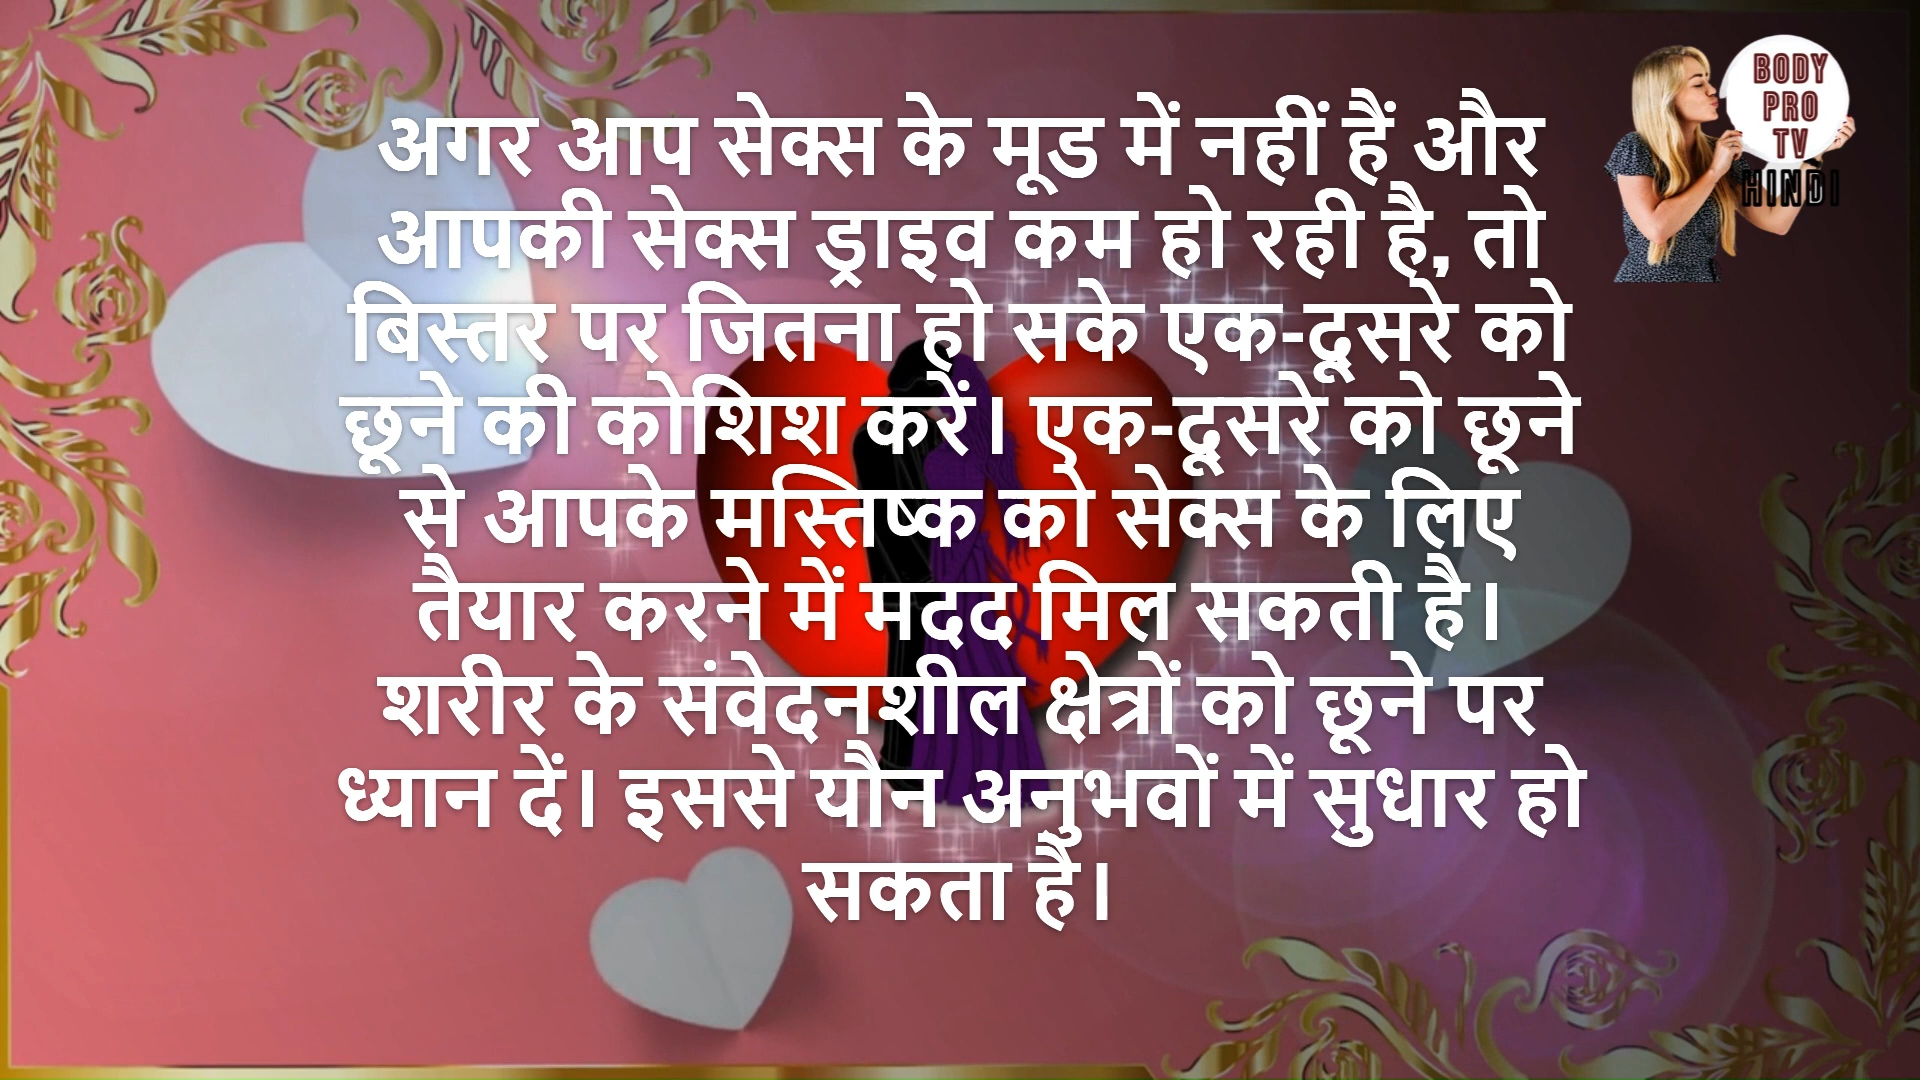 अगर आप सेक्स के मूड में नहीं हैं और
आपकी सेक्स ड्राइव कम हो रही है, तो
बिस्तर पर जितना हो सके एक-दूसरे को
छूने की कोशिश करें। एक-दूसरे को छूने
से आपके मस्तिष्क को सेक्स के लिए
तैयार करने में मदद मिल सकती है।
शरीर के संवेदनशील क्षेत्रों को छूने पर
ध्यान दें। इससे यौन अनुभवों में सुधार हो
सकता है।
BODY
PRO
TV
HINDI